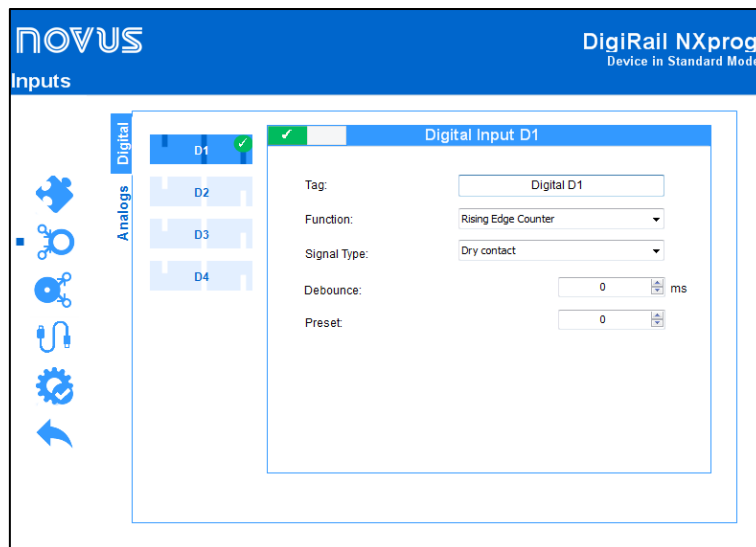 novus
DigiRail NXprog
Device in Standard Mode
Inputs
Digital
Analogs
D1
D2
D3
D4
Digital Input D1
Tag:
Digital D1
Function:
Rising Edge Counter
Signal Type:
Dry contact
Debounce:
0
ms
Preset:
0